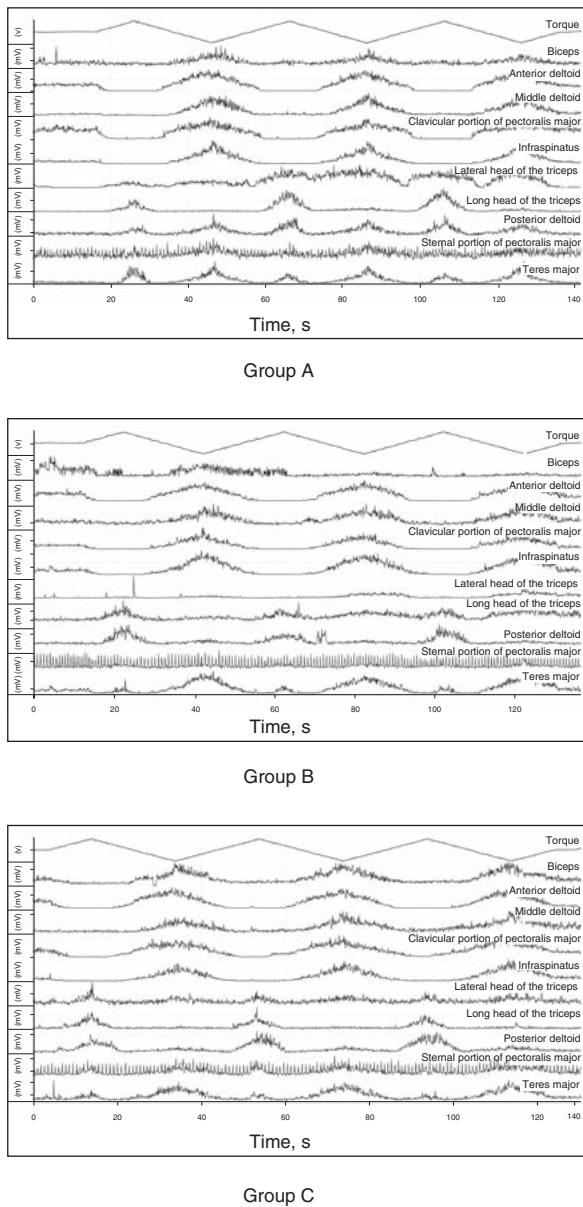 (v) Torque
(mV) Biceps
(mV) Anterior deltoid
(mV) Middle deltoid
(mV) Clavicular portion of pectoralis major
(mV) Infraspinatus
(mV) Lateral head of the triceps
(mV) Long head of the triceps
(mV) Posterior deltoid
(mV) Sternal portion of pectoralis major
(mV) Teres major
0 20 40 60 80 100 120 140
Time, s
Group A
(v) Torque
(mV) Biceps
(mV) Anterior deltoid
(mV) Middle deltoid
(mV) Clavicular portion of pectoralis major
(mV) Infraspinatus
(mV) Lateral head of the triceps
(mV) Long head of the triceps
(mV) Posterior deltoid
(mV) Sternal portion of pectoralis major
(mV) Teres major
0 20 40 60 80 100 120
Time, s
Group B
(v) Torque
(mV) Biceps
(mV) Anterior deltoid
(mV) Middle deltoid
(mV) Clavicular portion of pectoralis major
(mV) Infraspinatus
(mV) Lateral head of the triceps
(mV) Long head of the triceps
(mV) Posterior deltoid
(mV) Sternal portion of pectoralis major
(mV) Teres major
0 20 40 60 80 100 120 140
Time, s
Group C